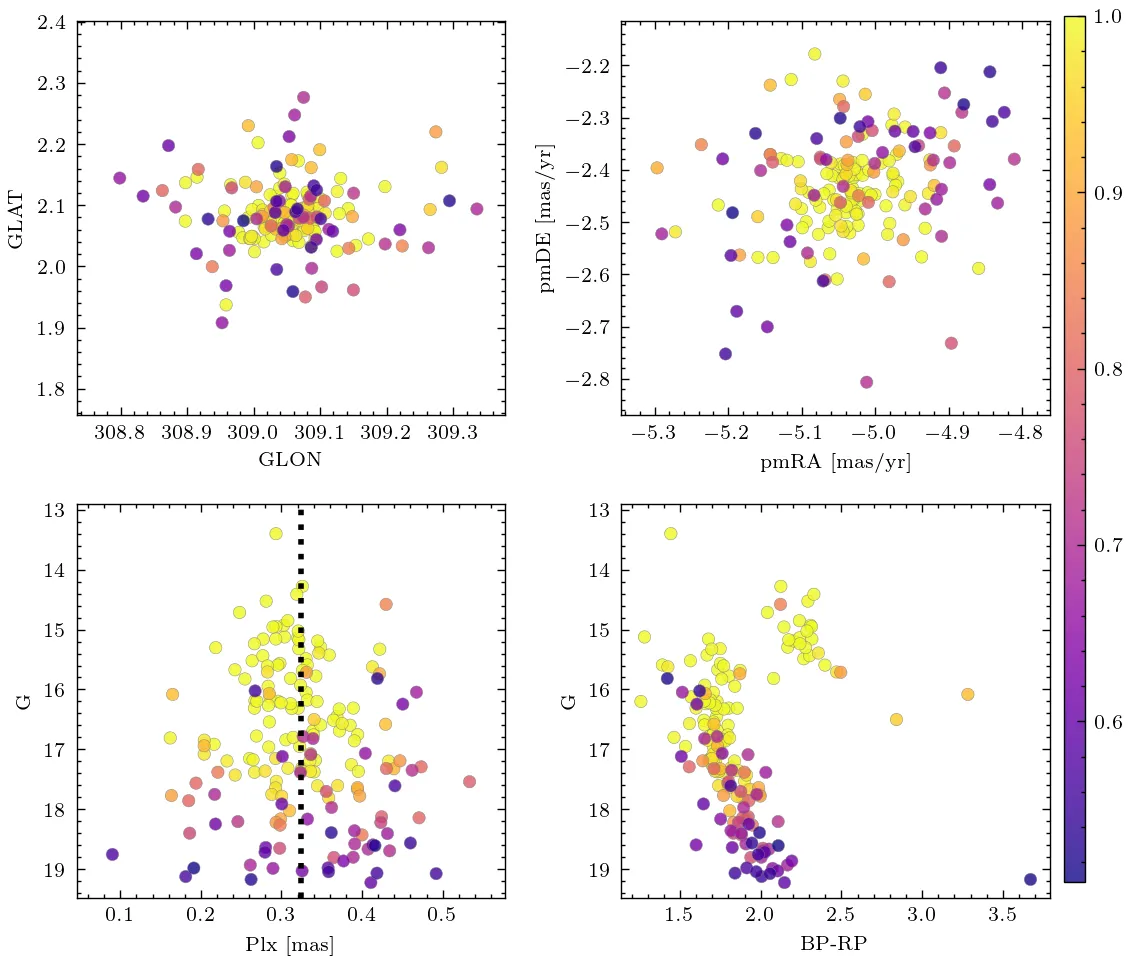 2.4
2.3
2.2
2.1
2.0
1.9
1.8
GLAT
308.8 308.9 309.0 309.1 309.2 309.3
GLON
−2.2
−2.3
−2.4
−2.5
−2.6
−2.7
−2.8
pmDE [mas/yr]
−5.3 −5.2 −5.1 −5.0 −4.9 −4.8
pmRA [mas/yr]
13
14
15
16
17
18
19
G
0.1 0.2 0.3 0.4 0.5
Plx [mas]
13
14
15
16
17
18
19
G
1.5 2.0 2.5 3.0 3.5
BP-RP
1.0
0.9
0.8
0.7
0.6